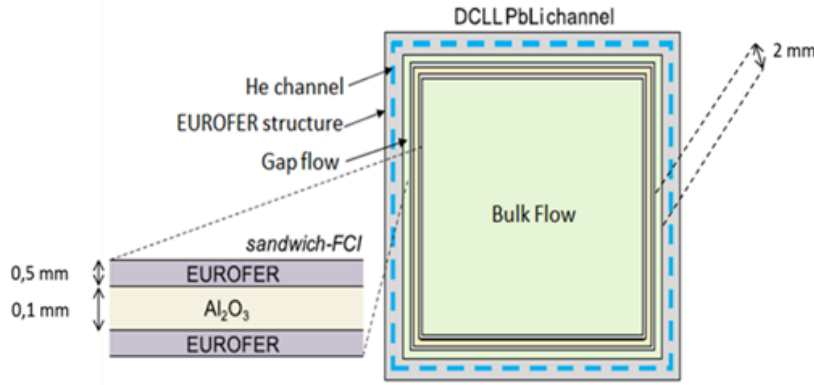 DCLL PbLi channel
2 mm
He channel
EUROFER structure
Gap flow
Bulk Flow
sandwich-FCI
0,5 mm
EUROFER
0,1 mm
Al₂O₃
EUROFER